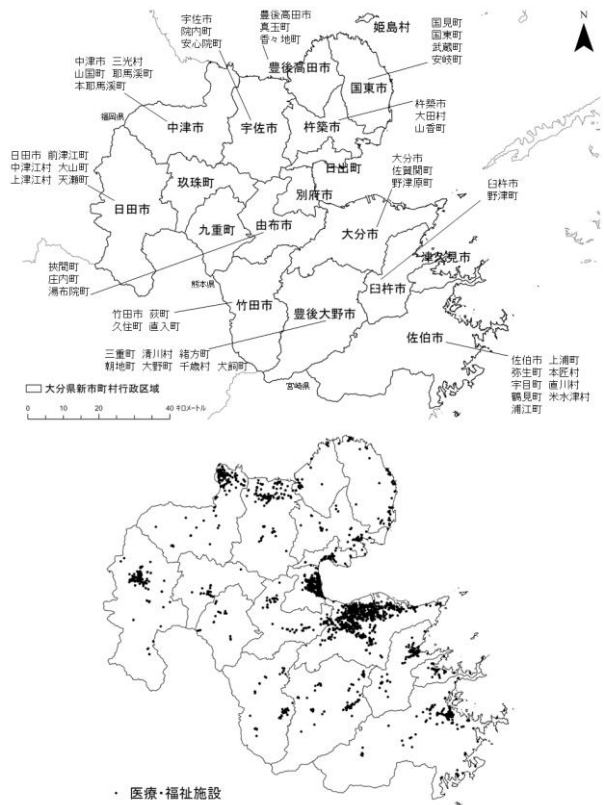 宇佐市
院内町
安心院町
豊後高田市
真玉町
香々地町
姫島村
国見町
国東町
武蔵町
安岐町
N
中津市 三光村
山国町 耶馬溪町
本耶馬溪町
豊後高田市
国東市
福岡県
中津市
宇佐市
杵築市
杵築市
大田村
山香町
日田市 前津江町
中津江村 大山町
上津江村 天瀬町
玖珠町
日出町
別府市
大分市
佐賀関町
野津原町
臼杵市
野津町
日田市
九重町
由布市
大分市
津久見市
挾間町
庄内町
湯布院町
熊本県
竹田市
臼杵市
竹田市 荻町
久住町 直入町
豊後大野市
佐伯市
三重町 清川村 緒方町
朝地町 大野町 千歳村 犬飼町
佐伯市 上浦町
弥生町 本匠村
宇目町 直川村
鶴見町 米水津村
蒲江町
宮崎県
大分県新市町村行政区域
0 10 20 40 キロメートル
医療・福祉施設